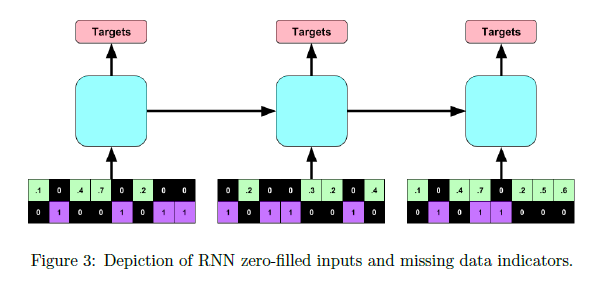 Targets Targets Targets
.1 0 .4 .7 0 .2 0 0 0 .2 0 0 .3 .2 0 .4 .1 0 .4 .7 0 .2 .5 .6
0 1 0 0 1 0 1 1 1 0 1 1 0 0 1 0 0 1 0 1 1 0 0 0
Figure 3: Depiction of RNN zero-filled inputs and missing data indicators.